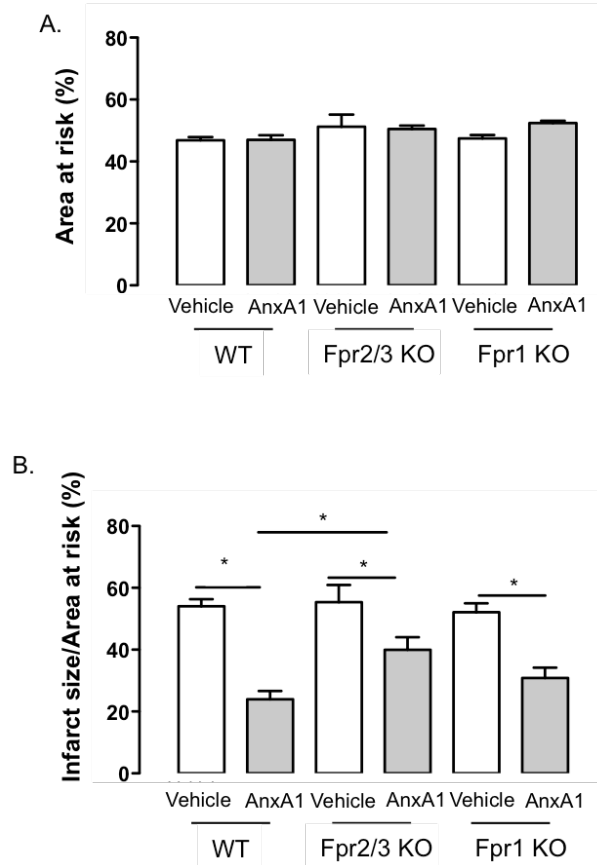 A.
Area at risk (%)
80
60
40
20
0
Vehicle AnxA1 Vehicle AnxA1 Vehicle AnxA1
WT Fpr2/3 KO Fpr1 KO
B.
Infarct size/Area at risk (%)
80
60
40
20
0
* * * *
Vehicle AnxA1 Vehicle AnxA1 Vehicle AnxA1
WT Fpr2/3 KO Fpr1 KO